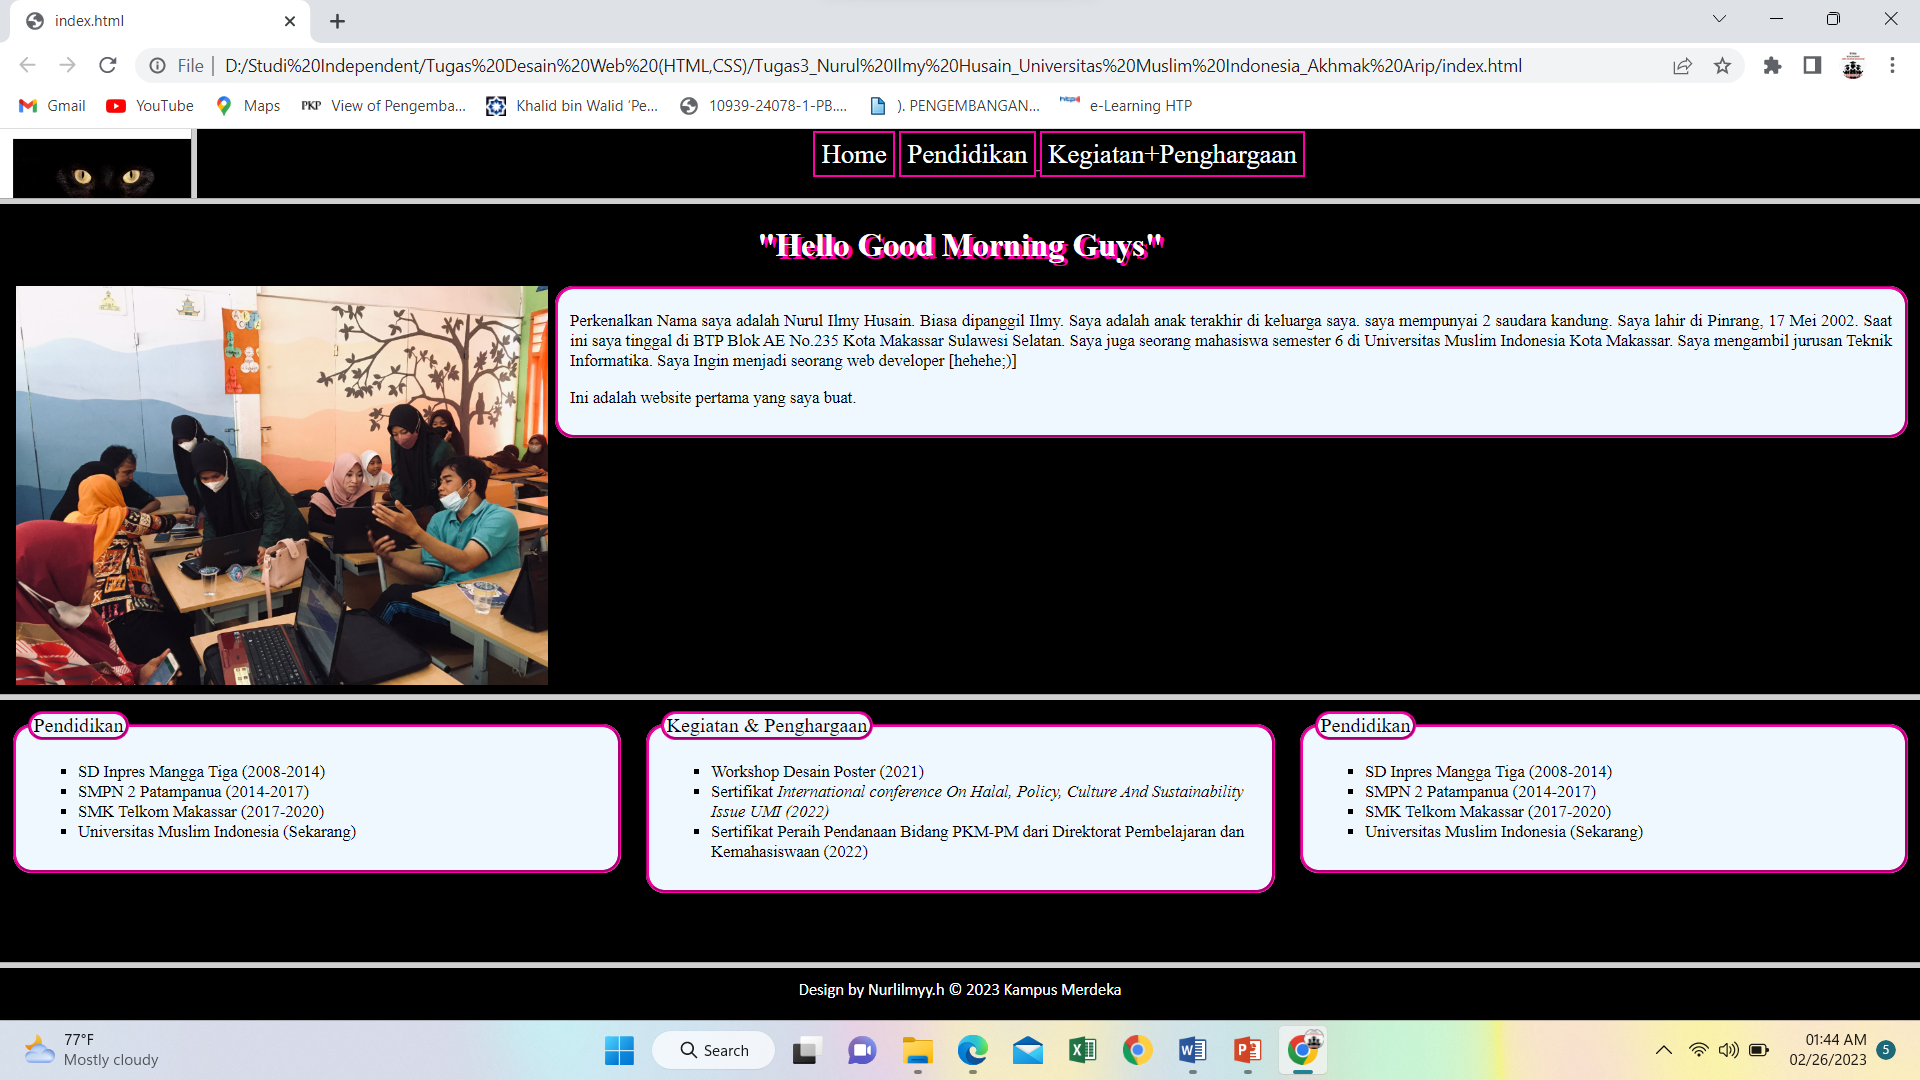 index.html
File
D:/Studi%20Independent/Tugas%20Desain%20Web%20(HTML,CSS)/Tugas3_Nurul%20Ilmy%20Husain_Universitas%20Muslim%20Indonesia_Akhmak%20Arip/index.html
Gmail
YouTube
Maps
PKP View of Pengemba...
Khalid bin Walid 'Pe...
10939-24078-1-PB....
). PENGEMBANGAN...
e-Learning HTP
Home
Pendidikan
Kegiatan+Penghargaan
"Hello Good Morning Guys"
Perkenalkan Nama saya adalah Nurul Ilmy Husain. Biasa dipanggil Ilmy. Saya adalah anak terakhir di keluarga saya. saya mempunyai 2 saudara kandung. Saya lahir di Pinrang, 17 Mei 2002. Saat
ini saya tinggal di BTP Blok AE No.235 Kota Makassar Sulawesi Selatan. Saya juga seorang mahasiswa semester 6 di Universitas Muslim Indonesia Kota Makassar. Saya mengambil jurusan Teknik
Informatika. Saya Ingin menjadi seorang web developer [hehehe;)]
Ini adalah website pertama yang saya buat.
Pendidikan
SD Inpres Mangga Tiga (2008-2014)
SMPN 2 Patampanua (2014-2017)
SMK Telkom Makassar (2017-2020)
Universitas Muslim Indonesia (Sekarang)
Kegiatan & Penghargaan
Workshop Desain Poster (2021)
Sertifikat International conference On Halal, Policy, Culture And Sustainability
Issue UMI (2022)
Sertifikat Peraih Pendanaan Bidang PKM-PM dari Direktorat Pembelajaran dan
Kemahasiswaan (2022)
Pendidikan
SD Inpres Mangga Tiga (2008-2014)
SMPN 2 Patampanua (2014-2017)
SMK Telkom Makassar (2017-2020)
Universitas Muslim Indonesia (Sekarang)
Design by Nurlilmyy.h © 2023 Kampus Merdeka
77°F
Mostly cloudy
Search
01:44 AM
02/26/2023
5